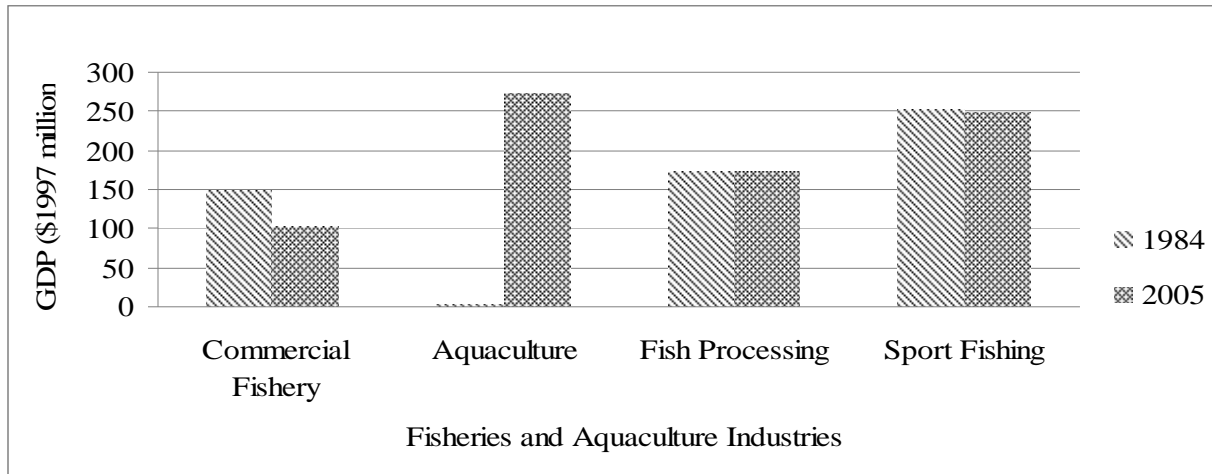 300
250
200
150
100
50
0
GDP ($1997 million
Commercial
Fishery
Aquaculture
Fish Processing
Sport Fishing
Fisheries and Aquaculture Industries
1984
2005